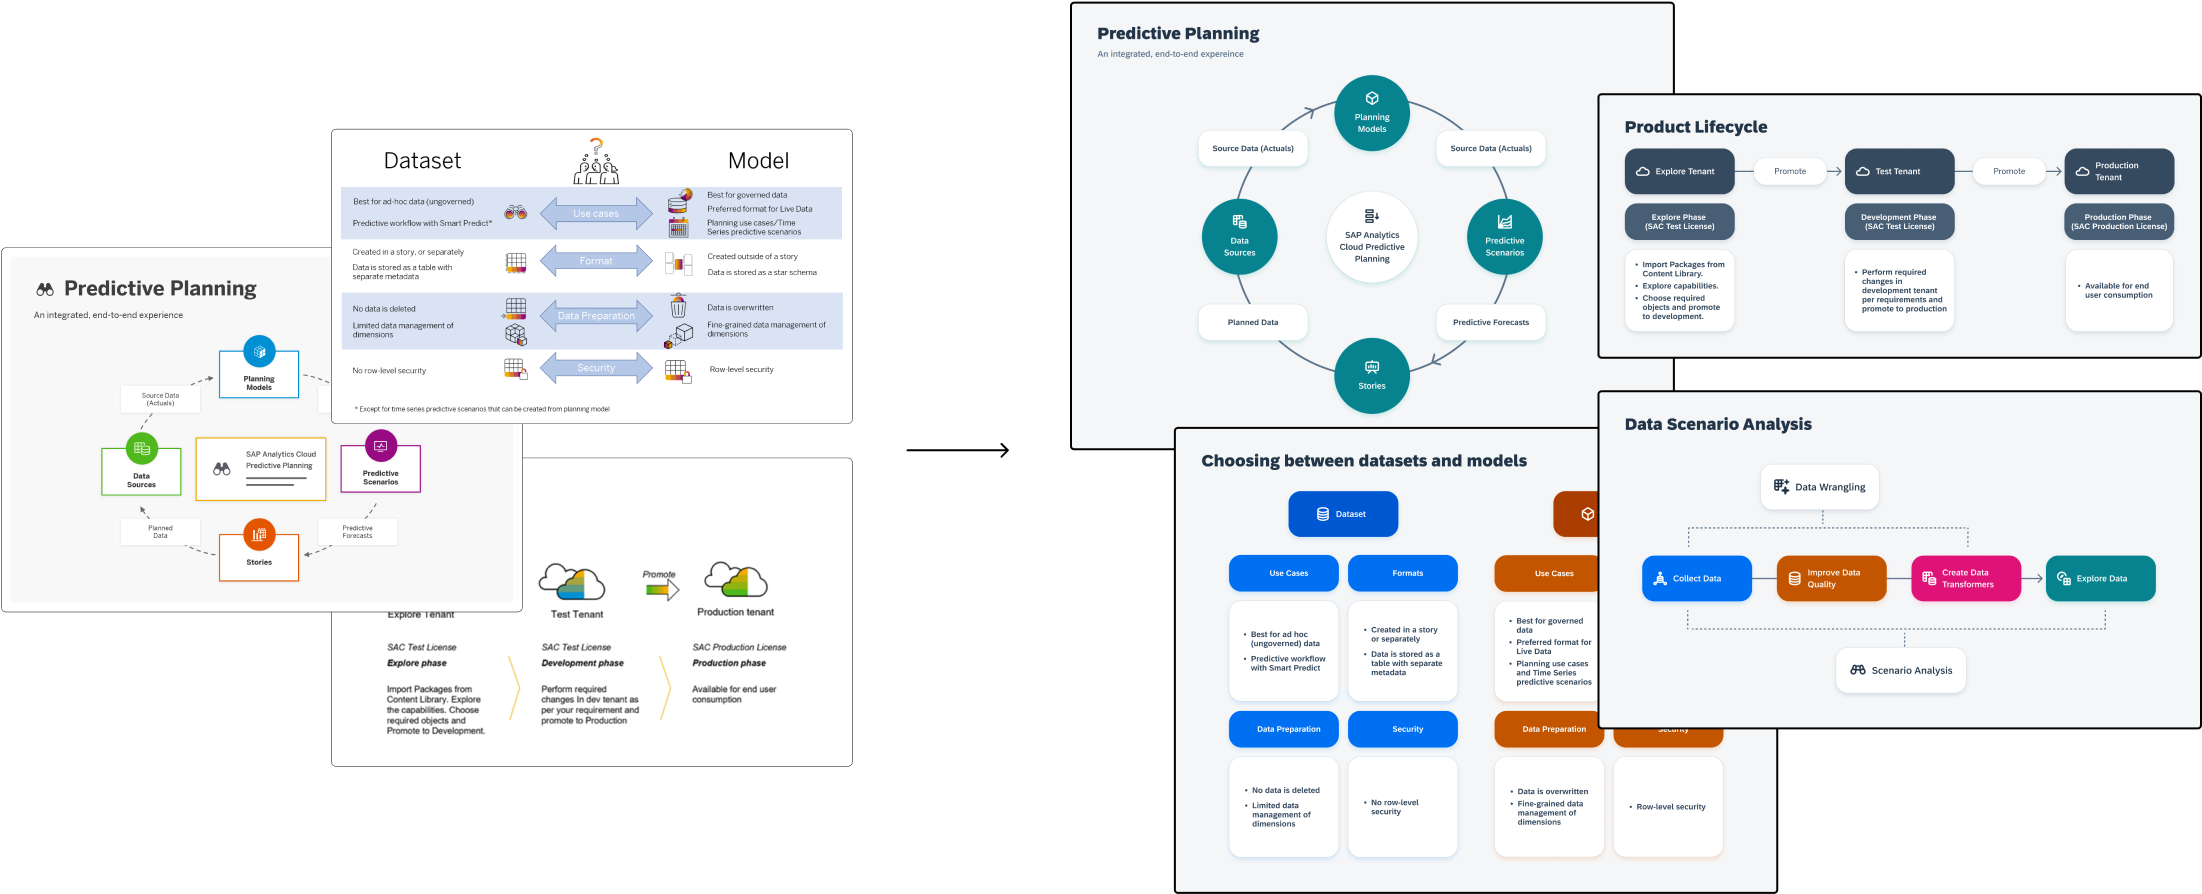 Predictive Planning
An integrated, end-to-end experience
Planning
Models
Source Data
(Actuals)
Data
Sources
SAP Analytics Cloud
Predictive Planning
Predictive
Scenarios
Planned
Data
Predictive
Forecasts
Stories
Dataset
Model
Best for ad-hoc data (ungoverned)
Predictive workflow with Smart Predict*
Use cases
Best for governed data
Preferred format for Live Data
Planning use cases/Time
Series predictive scenarios
Created in a story, or separately
Data is stored as a table with
separate metadata
Format
Created outside of a story
Data is stored as a star schema
No data is deleted
Limited data management of
dimensions
Data Preparation
Data is overwritten
Fine-grained data management of
dimensions
No row-level security
Security
Row-level security
* Except for time series predictive scenarios that can be created from planning model
Explore Tenant
Test Tenant
Promote
Production tenant
SAC Test License
Explore phase
SAC Test License
Development phase
SAC Production License
Production phase
Import Packages from
Content Library. Explore
the capabilities. Choose
required objects and
Promote to Development.
Perform required
changes In dev tenant as
per your requirement and
promote to Production
Available for end user
consumption
Predictive Planning
An integrated, end-to-end expereince
Planning
Models
Source Data (Actuals)
Source Data (Actuals)
Data
Sources
SAP Analytics
Cloud Predictive
Planning
Predictive
Scenarios
Planned Data
Predictive Forecasts
Stories
Product Lifecycle
Explore Tenant
Promote
Test Tenant
Promote
Production
Tenant
Explore Phase
(SAC Test License)
Development Phase
(SAC Test License)
Production Phase
(SAC Production License)
• Import Packages from
Content Library.
• Explore capabilities.
• Choose required
objects and promote
to development.
• Perform required
changes in
development tenant
per requirements and
promote to production
• Available for end
user consumption
Choosing between datasets and models
Dataset
Use Cases
Formats
Use Cases
• Best for ad hoc
(ungoverned) data
• Predictive workflow
with Smart Predict
• Created in a story
or separately
• Data is stored as a
table with separate
metadata
• Best for governed
data
• Preferred format for
Live Data
• Planning use cases
and Time Series
predictive scenarios
Data Preparation
Security
Data Preparation
Security
• No data is deleted
• Limited data
management of
dimensions
• No row-level
security
• Data is overwritten
• Fine-grained data
management of
dimensions
• Row-level security
Data Scenario Analysis
Data Wrangling
Collect Data
Improve Data
Quality
Create Data
Transformers
Explore Data
Scenario Analysis